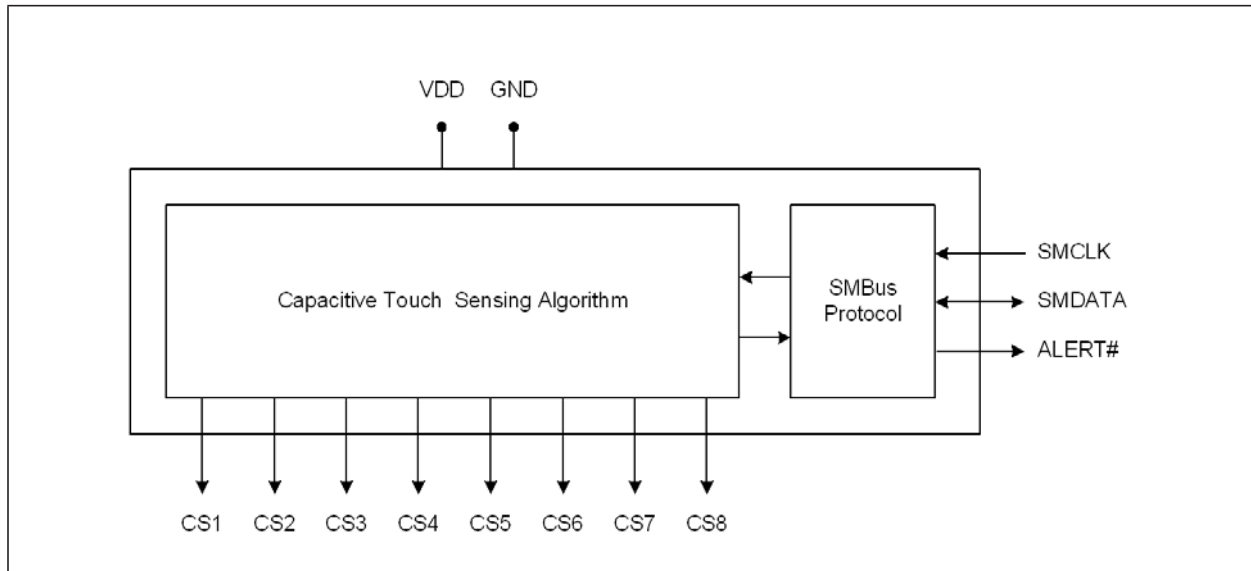 VDD GND
Capacitive Touch Sensing Algorithm
SMBus
Protocol
SMCLK
SMDATA
ALERT#
CS1 CS2 CS3 CS4 CS5 CS6 CS7 CS8